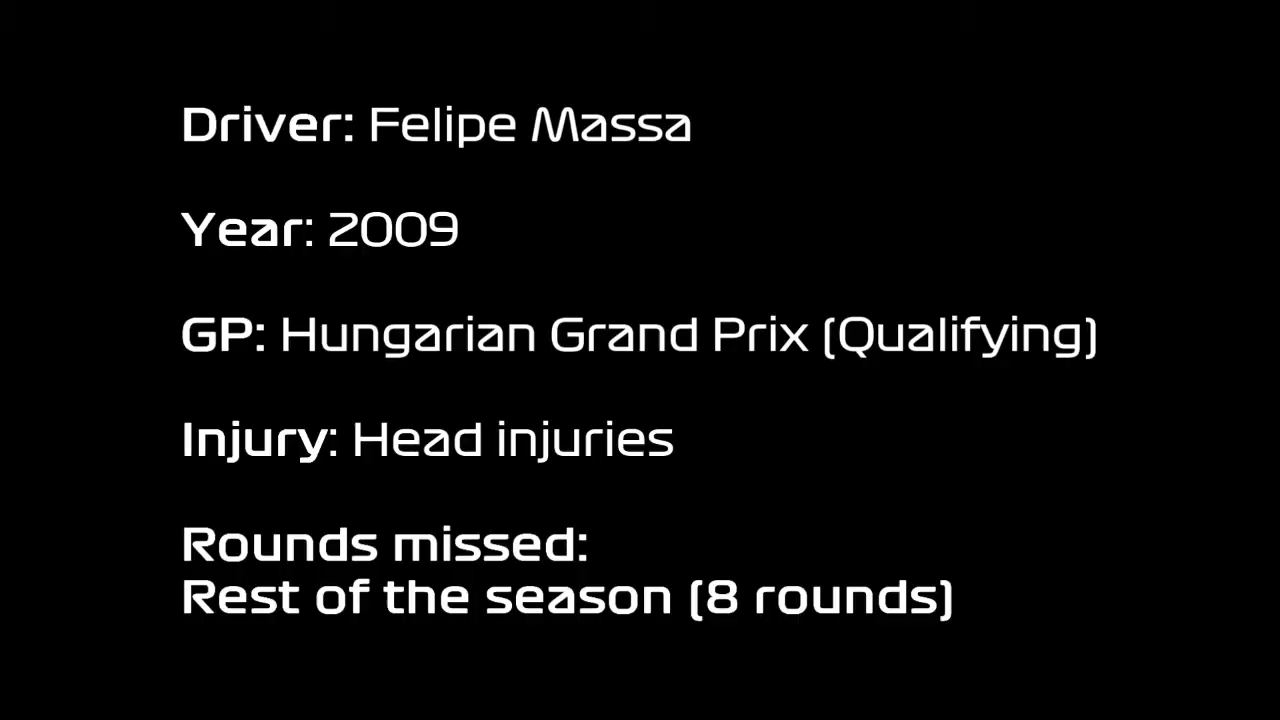 Driver: Felipe Massa
Year: 2009
GP: Hungarian Grand Prix (Qualifying)
Injury: Head injuries
Rounds missed:
Rest of the season (8 rounds)